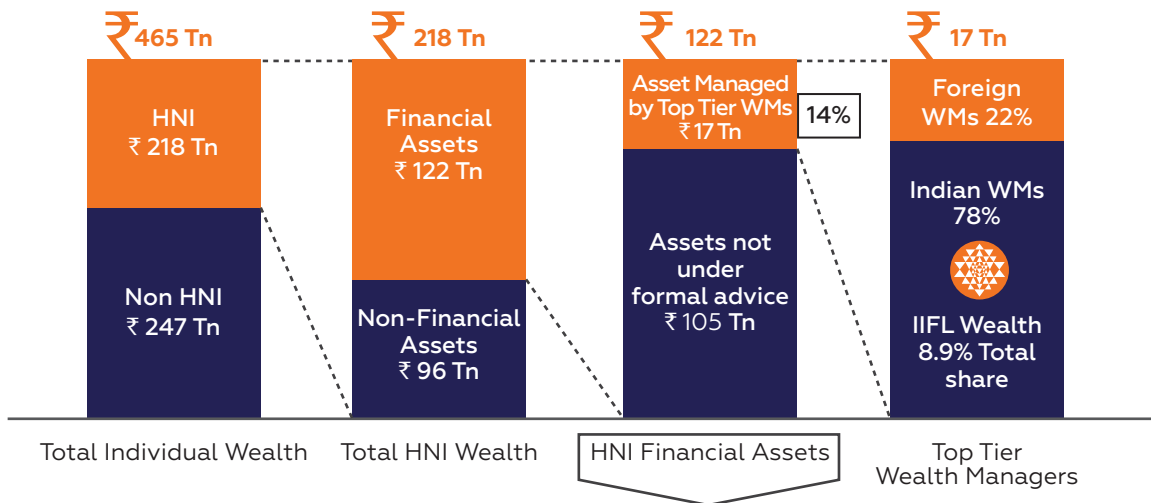 ₹ 465 Tn
HNI
₹ 218 Tn
Non HNI
₹ 247 Tn
Total Individual Wealth
₹ 218 Tn
Financial
Assets
₹ 122 Tn
Non-Financial
Assets
₹ 96 Tn
Total HNI Wealth
₹ 122 Tn
Asset Managed
by Top Tier WMs
₹ 17 Tn
14%
Assets not
under
formal advice
₹ 105 Tn
HNI Financial Assets
₹ 17 Tn
Foreign
WMs 22%
Indian WMs
78%
IIFL Wealth
8.9% Total
share
Top Tier
Wealth Managers